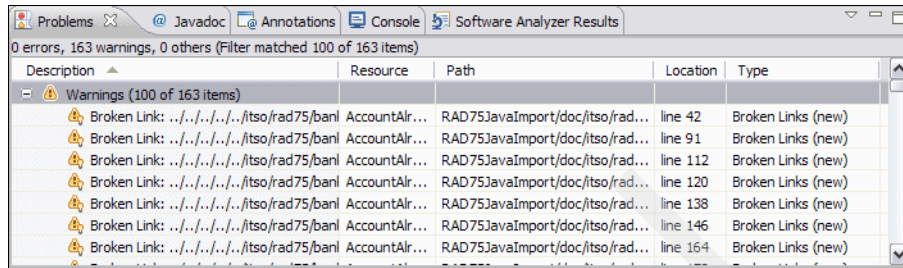 Problems @ Javadoc Annotations Console Software Analyzer Results
0 errors, 163 warnings, 0 others (Filter matched 100 of 163 items)
Description Resource Path Location Type
Warnings (100 of 163 items)
Broken Link: ../../../../../itso/rad75/banl AccountAlr... RAD75JavaImport/doc/itso/rad... line 42 Broken Links (new)
Broken Link: ../../../../../itso/rad75/banl AccountAlr... RAD75JavaImport/doc/itso/rad... line 91 Broken Links (new)
Broken Link: ../../../../../itso/rad75/banl AccountAlr... RAD75JavaImport/doc/itso/rad... line 112 Broken Links (new)
Broken Link: ../../../../../itso/rad75/banl AccountAlr... RAD75JavaImport/doc/itso/rad... line 120 Broken Links (new)
Broken Link: ../../../../../itso/rad75/banl AccountAlr... RAD75JavaImport/doc/itso/rad... line 138 Broken Links (new)
Broken Link: ../../../../../itso/rad75/banl AccountAlr... RAD75JavaImport/doc/itso/rad... line 146 Broken Links (new)
Broken Link: ../../../../../itso/rad75/banl AccountAlr... RAD75JavaImport/doc/itso/rad... line 164 Broken Links (new)